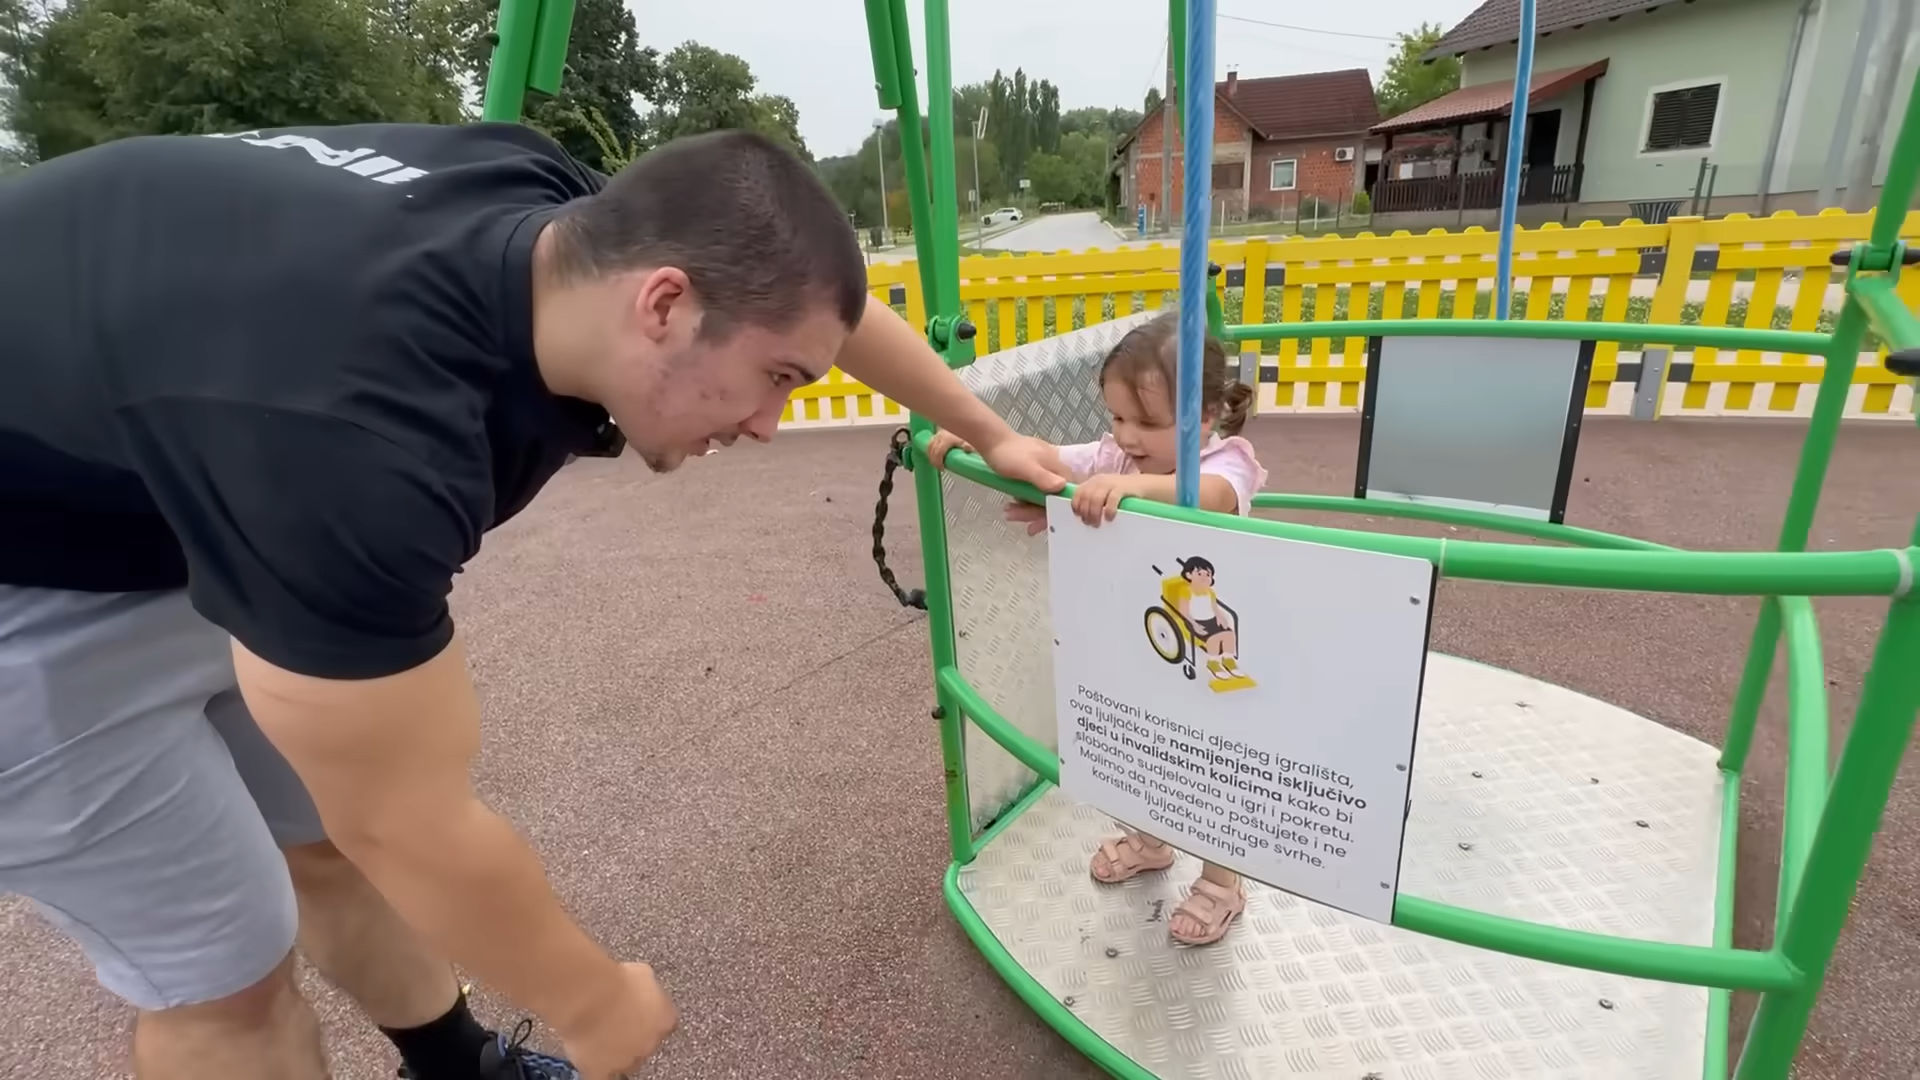 Poštovani korisnici dječjeg igrališta,
ova ljuljačka je namijenjena isključivo
djeci u invalidskim kolicima kako bi
slobodno sudjelovala u igri i pokretu.
Molimo da navedeno poštujete i ne
koristite ljuljačku u druge svrhe.
Grad Petrinja